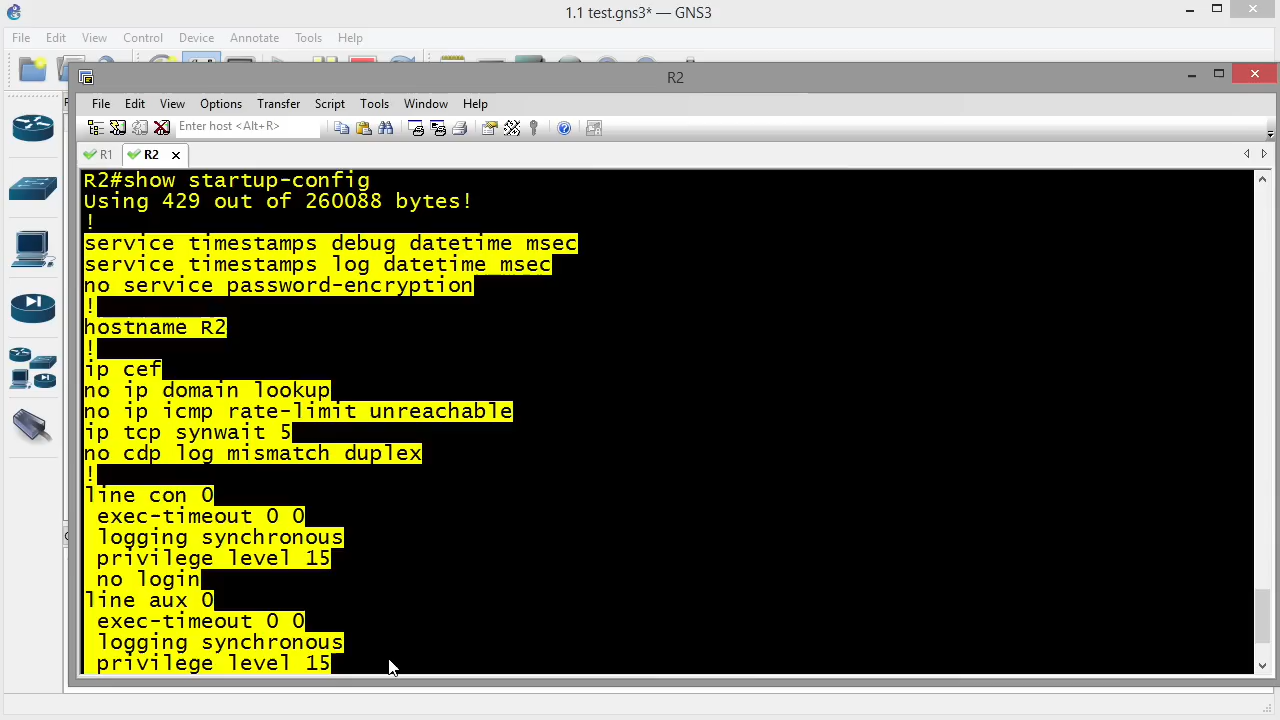 1.1 test.gns3* — GNS3
File Edit View Control Device Annotate Tools Help
R2
File Edit View Options Transfer Script Tools Window Help
Enter host <Alt+R>
R1 R2
R2#show startup-config
Using 429 out of 260088 bytes!
!
service timestamps debug datetime msec
service timestamps log datetime msec
no service password-encryption
!
hostname R2
!
ip cef
no ip domain lookup
no ip icmp rate-limit unreachable
ip tcp synwait 5
no cdp log mismatch duplex
!
line con 0
exec-timeout 0 0
logging synchronous
privilege level 15
no login
line aux 0
exec-timeout 0 0
logging synchronous
privilege level 15